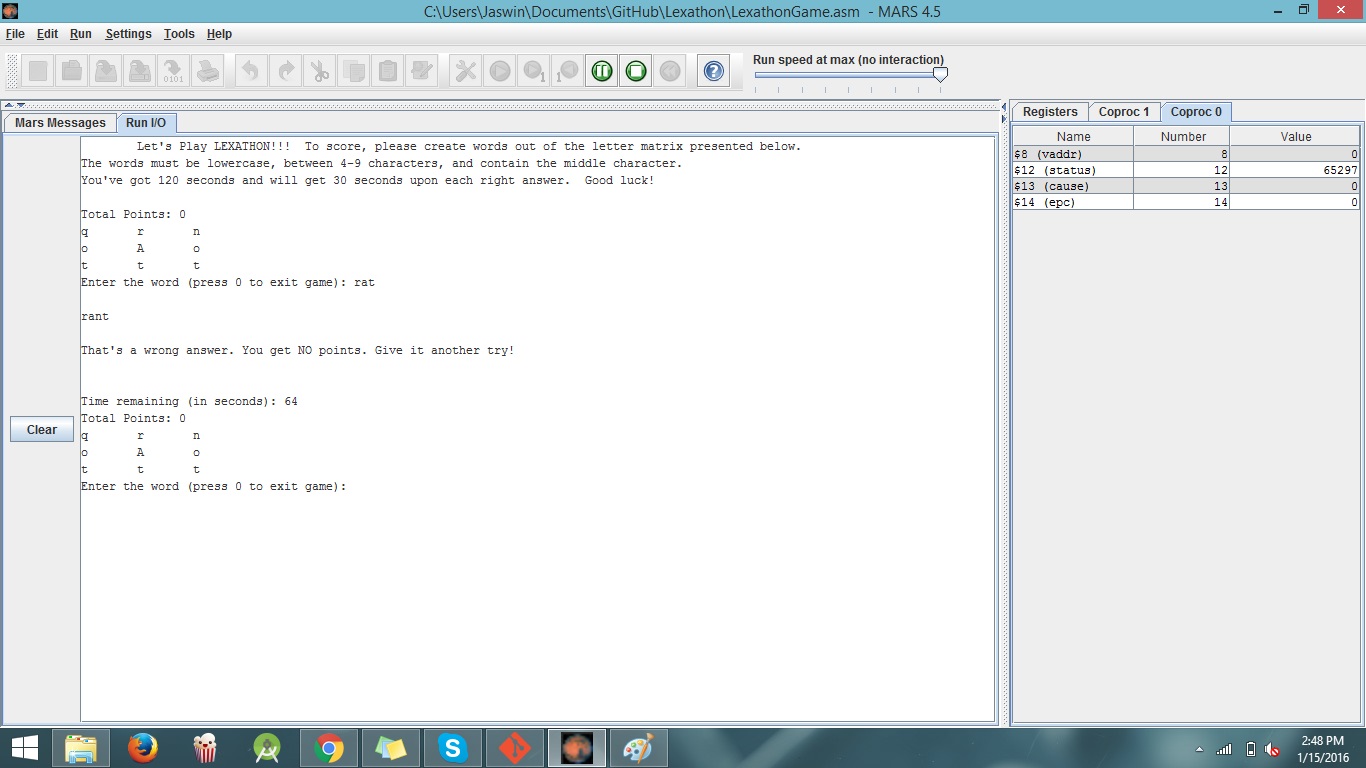 C:\Users\Jaswin\Documents\GitHub\Lexathon\LexathonGame.asm - MARS 4.5
File Edit Run Settings Tools Help
Run speed at max (no interaction)
Mars Messages Run I/O
Let's Play LEXATHON!!! To score, please create words out of the letter matrix presented below.
The words must be lowercase, between 4-9 characters, and contain the middle character.
You've got 120 seconds and will get 30 seconds upon each right answer. Good luck!
Total Points: 0
q r n
o A o
t t t
Enter the word (press 0 to exit game): rat
rant
That's a wrong answer. You get NO points. Give it another try!
Time remaining (in seconds): 64
Total Points: 0
q r n
o A o
t t t
Enter the word (press 0 to exit game):
Clear
Registers Coproc 1 Coproc 0
Name Number Value
$8 (vaddr) 8 0
$12 (status) 12 65297
$13 (cause) 13 0
$14 (epc) 14 0
2:48 PM
1/15/2016